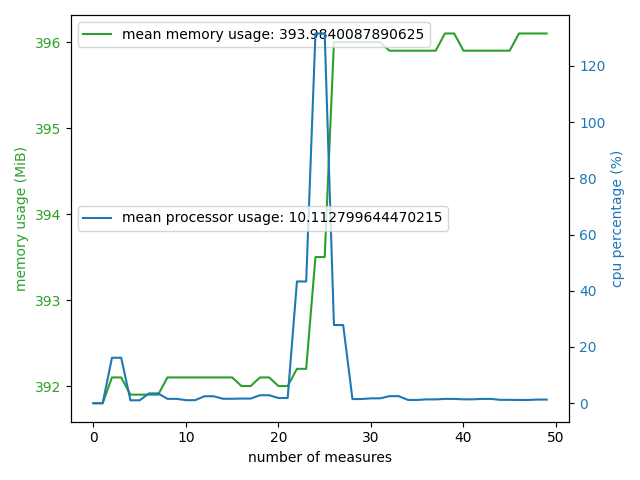 mean memory usage: 393.9840087890625
mean processor usage: 10.112799644470215
396
395
394
393
392
memory usage (MiB)
120
100
80
60
40
20
0
cpu percentage (%)
0 10 20 30 40 50
number of measures